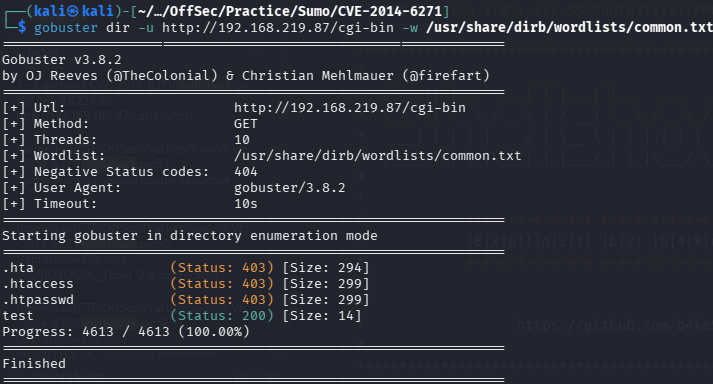 ┌──(kali㉿kali)-[~/…/OffSec/Practice/Sumo/CVE-2014-6271]
└─$ gobuster dir -u http://192.168.219.87/cgi-bin -w /usr/share/dirb/wordlists/common.txt
===============================================================
Gobuster v3.8.2
by OJ Reeves (@TheColonial) & Christian Mehlmauer (@firefart)
===============================================================
[+] Url:                     http://192.168.219.87/cgi-bin
[+] Method:                  GET
[+] Threads:                 10
[+] Wordlist:                /usr/share/dirb/wordlists/common.txt
[+] Negative Status codes:   404
[+] User Agent:              gobuster/3.8.2
[+] Timeout:                 10s
===============================================================
Starting gobuster in directory enumeration mode
===============================================================
.hta                 (Status: 403) [Size: 294]
.htaccess            (Status: 403) [Size: 299]
.htpasswd            (Status: 403) [Size: 299]
test                 (Status: 200) [Size: 14]
Progress: 4613 / 4613 (100.00%)
===============================================================
Finished
===============================================================
|E|x|p|l|o|i|t| |b|y| |b|4|k|
https://github.com/b4ke